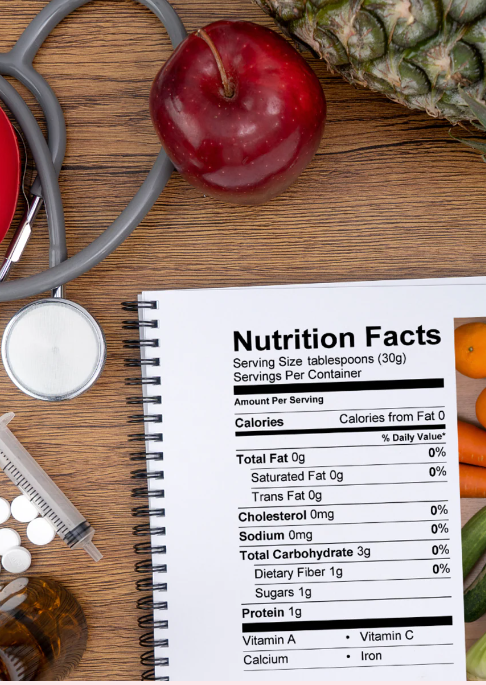 Nutrition Facts
Serving Size tablespoons (30g)
Servings Per Container
Amount Per Serving
Calories Calories from Fat 0
% Daily Value*
Total Fat 0g 0%
Saturated Fat 0g 0%
Trans Fat 0g
Cholesterol 0mg 0%
Sodium 0mg 0%
Total Carbohydrate 3g 0%
Dietary Fiber 1g 0%
Sugars 1g
Protein 1g
Vitamin A • Vitamin C
Calcium • Iron